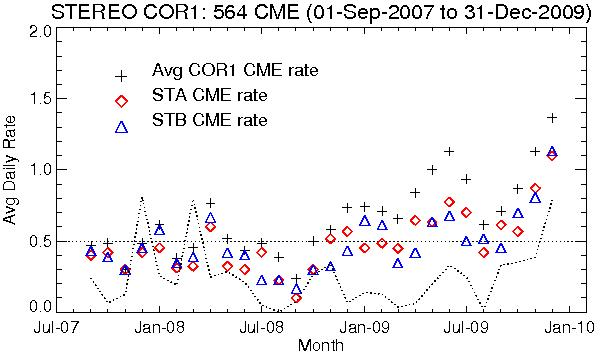 STEREO COR1: 564 CME (01-Sep-2007 to 31-Dec-2009)
2.0
1.5
1.0
0.5
0.0
Avg Daily Rate
Avg COR1 CME rate
STA CME rate
STB CME rate
Jul-07 Jan-08 Jul-08 Jan-09 Jul-09 Jan-10
Month